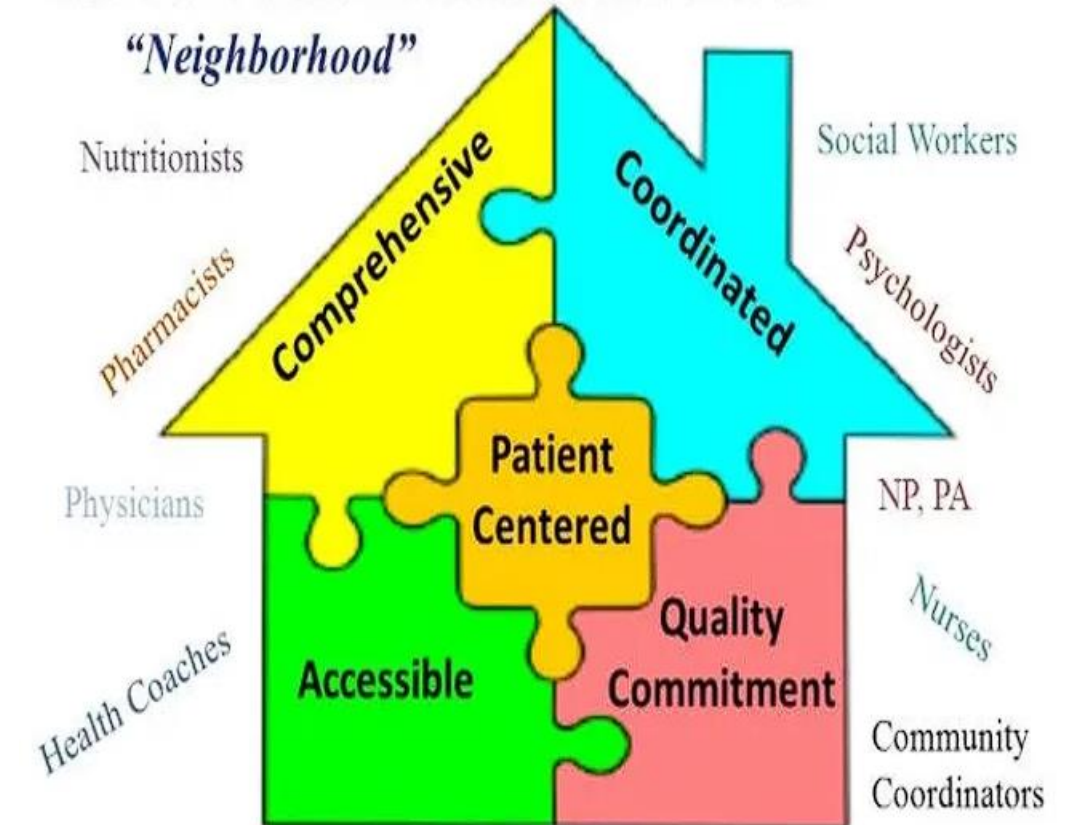 “Neighborhood”
Nutritionists
Social Workers
Pharmacists
Comprehensive
Coordinated
Psychologists
Patient
Centered
Physicians
NP, PA
Health Coaches
Accessible
Quality
Commitment
Nurses
Community
Coordinators